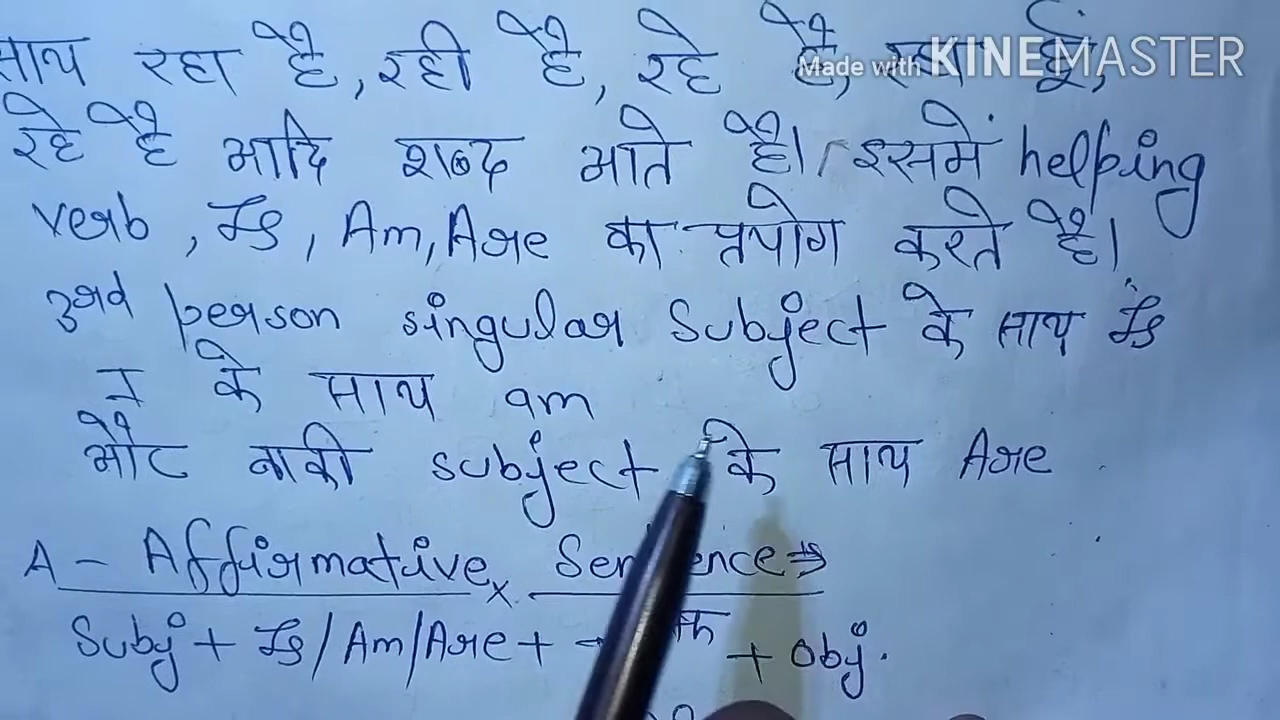 साथ रहा है, रही है, रहे है, रहा हूँ,
Made with KINEMASTER
रहे है आदि शब्द आते है। इसमें helping
verb, Is, Am, Are का प्रयोग करते है।
3rd person singular Subject के साथ Is
I के साथ am
और बाकी subject के साथ Are
A - Affirmative Sentence ⇒
Subj + Is/Am/Are + + Obj.